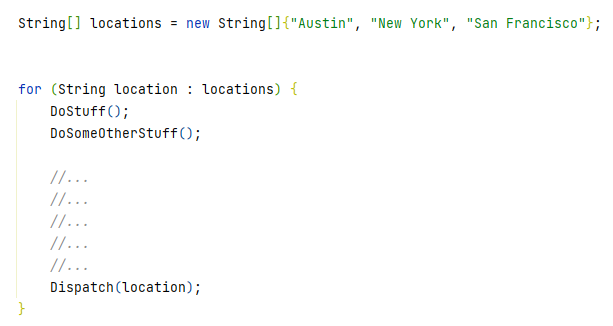 String[] locations = new String[]{"Austin", "New York", "San Francisco"};
for (String location : locations) {
DoStuff();
DoSomeOtherStuff();
//...
//...
//...
//...
//...
Dispatch(location);
}